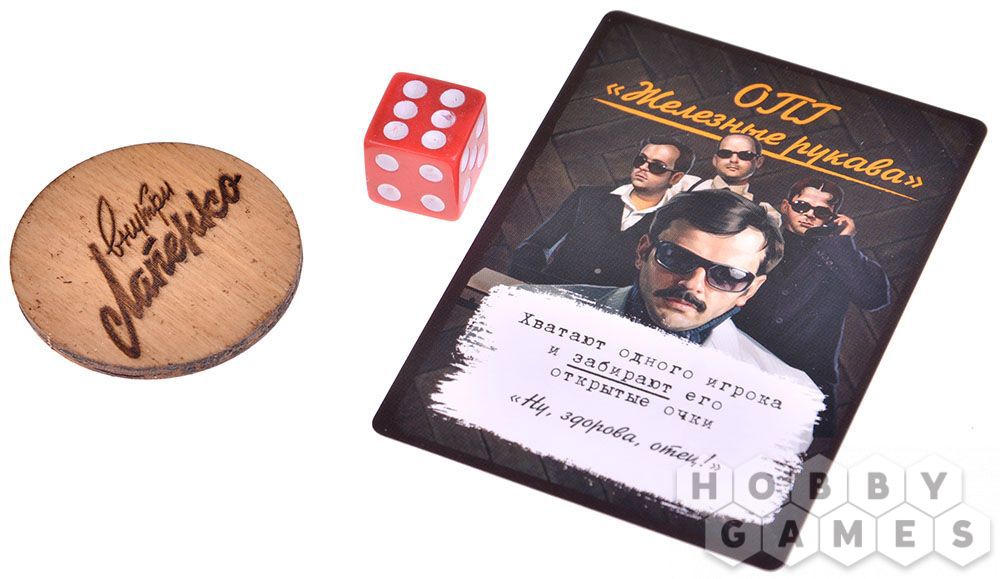 внутри
Лапенко
ОПГ
«Железные рукава»
Хватают одного игрока
и забирают его
открытые очки
«Ну, здорова, отец!»
HOBBY
GAMES